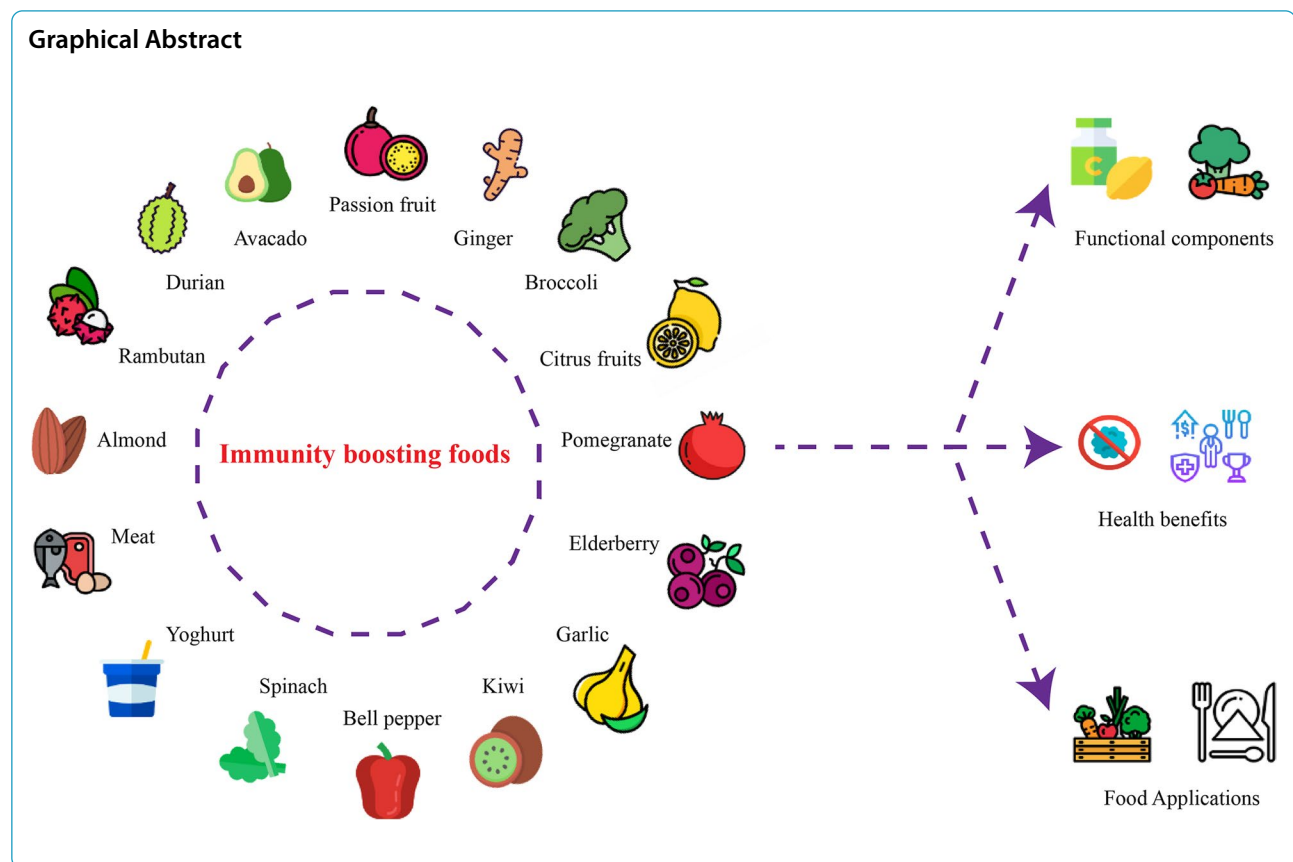 Graphical Abstract
Passion fruit
Avacado
Ginger
Durian
Broccoli
Rambutan
Citrus fruits
Almond
Pomegranate
Immunity boosting foods
Meat
Elderberry
Yoghurt
Garlic
Spinach
Kiwi
Bell pepper
C
Functional components
$
Health benefits
Food Applications